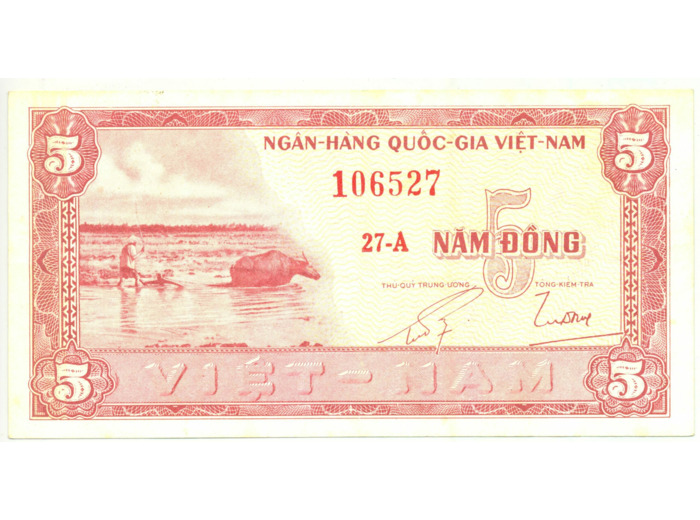 5 5
NGÂN-HÀNG QUỐC-GIA VIỆT-NAM
106527
27-A NĂM ĐỒNG 5
THỦ-QUỸ TRUNG ƯƠNG TỔNG-KIỂM-TRA
VIỆT-NAM
5 5